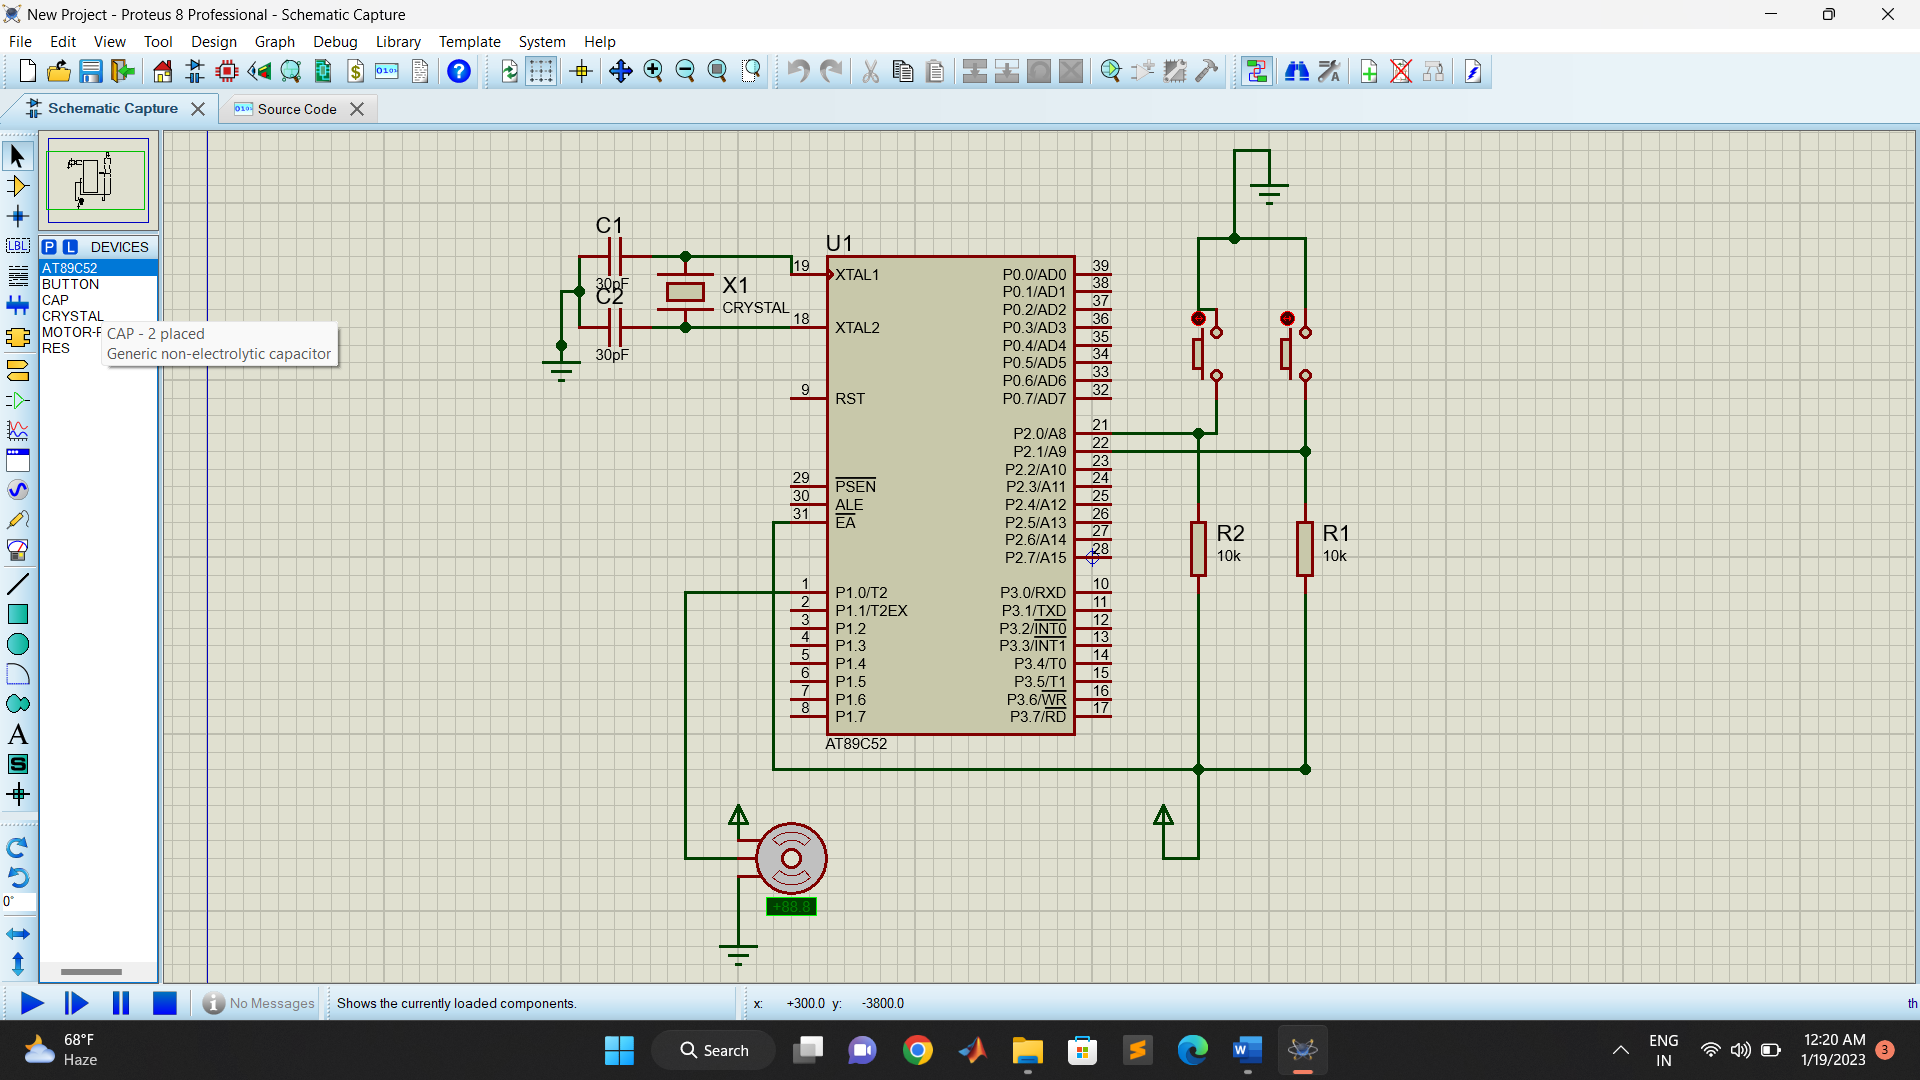 New Project - Proteus 8 Professional - Schematic Capture
File Edit View Tool Design Graph Debug Library Template System Help
Schematic Capture
Source Code
P L DEVICES
AT89C52
BUTTON
CAP
CRYSTAL
MOTOR-P
RES
CAP - 2 placed
Generic non-electrolytic capacitor
LBL
A
S
0°
C1
30pF
C2
30pF
X1
CRYSTAL
U1
19 XTAL1
18 XTAL2
9 RST
29 PSEN
30 ALE
31 EA
1 P1.0/T2
2 P1.1/T2EX
3 P1.2
4 P1.3
5 P1.4
6 P1.5
7 P1.6
8 P1.7
P0.0/AD0 39
P0.1/AD1 38
P0.2/AD2 37
P0.3/AD3 36
P0.4/AD4 35
P0.5/AD5 34
P0.6/AD6 33
P0.7/AD7 32
P2.0/A8 21
P2.1/A9 22
P2.2/A10 23
P2.3/A11 24
P2.4/A12 25
P2.5/A13 26
P2.6/A14 27
P2.7/A15 28
P3.0/RXD 10
P3.1/TXD 11
P3.2/INT0 12
P3.3/INT1 13
P3.4/T0 14
P3.5/T1 15
P3.6/WR 16
P3.7/RD 17
AT89C52
R2
10k
R1
10k
+88.8
No Messages
Shows the currently loaded components.
x: +300.0 y: -3800.0
th
68°F
Haze
Search
ENG
IN
12:20 AM
1/19/2023
3